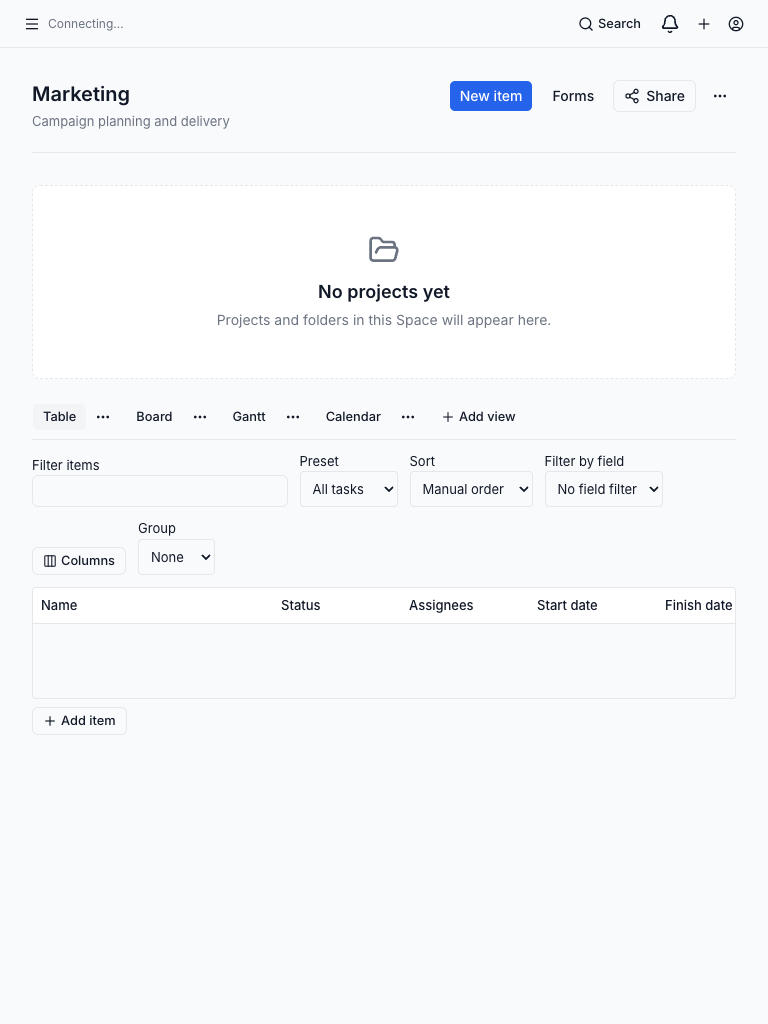 Connecting...
Search
Marketing
New item
Forms
Share
Campaign planning and delivery
No projects yet
Projects and folders in this Space will appear here.
Table
Board
Gantt
Calendar
Add view
Filter items
Preset
Sort
Filter by field
All tasks
Manual order
No field filter
Group
Columns
None
Name
Status
Assignees
Start date
Finish date
Add item